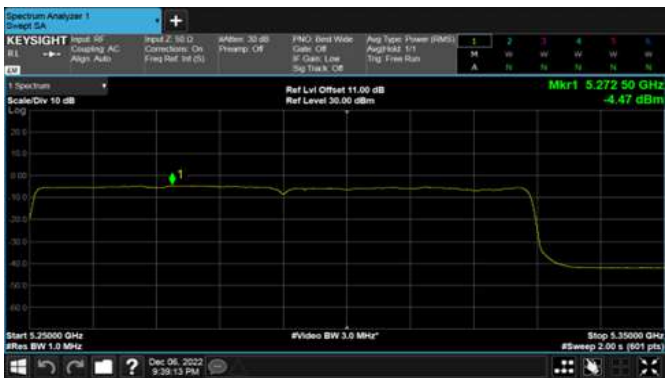 Spectrum Analyzer 1
Swept SA
+
KEYSIGHT
Input: RF
Input Z: 50 Ω
#Atten: 30 dB
PNO: Best Wide
Avg Type: Power (RMS)
1 2 3 4 5 6
RL
Coupling: AC
Corrections: On
Preamp: Off
Gate: Off
Avg|Hold: 1/1
M W W W W W
Align: Auto
Freq Ref: Int (S)
IF Gain: Low
Trig: Free Run
Sig Track: Off
A N N N N N
1 Spectrum
Ref Lvl Offset 11.00 dB
Mkr1 5.272 50 GHz
Scale/Div 10 dB
Ref Level 30.00 dBm
-4.47 dBm
Log
20.0
10.0
0.00
1
-10.0
-20.0
-30.0
-40.0
-50.0
-60.0
Start 5.25000 GHz
#Video BW 3.0 MHz*
Stop 5.35000 GHz
#Res BW 1.0 MHz
#Sweep 2.00 s (601 pts)
?
Dec 06, 2022
9:39:13 PM